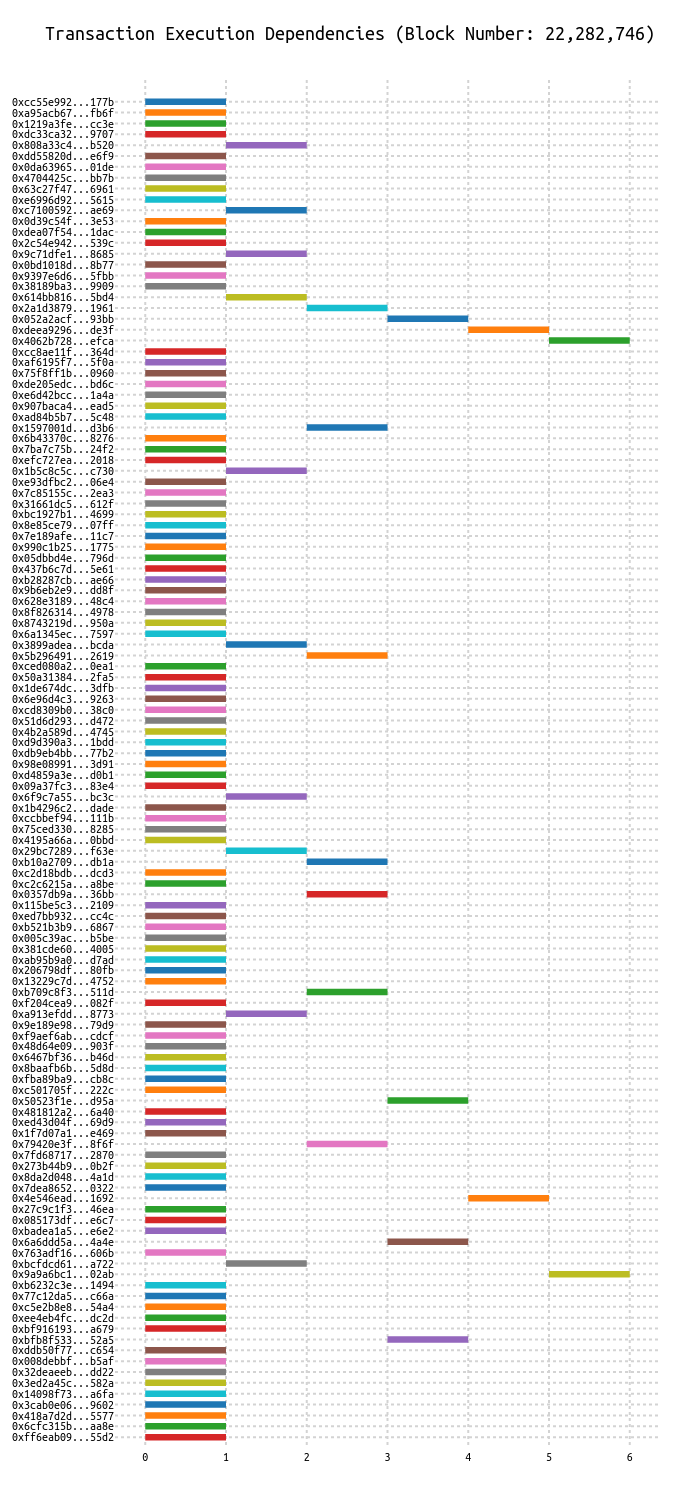 Transaction Execution Dependencies (Block Number: 22,282,746)
0xcc55e992...177b
0xa95acb67...fb6f
0x1219a3fe...cc3e
0xdc33ca32...9707
0x808a33c4...b520
0xdd55820d...e6f9
0x0da63965...01de
0x4704425c...bb7b
0x63c27f47...6961
0xe6996d92...5615
0xc7100592...ae69
0x0d39c54f...3e53
0xdea07f54...1dac
0x2c54e942...539c
0x9c71dfe1...8685
0x0bd1018d...8b77
0x9397e6d6...5fbb
0x38189ba3...9909
0x614bb816...5bd4
0x2a1d3879...1961
0x052a2acf...93bb
0xdeea9296...de3f
0x4062b728...efca
0xcc8ae11f...364d
0xaf6195f7...5f0a
0x75f8ff1b...0960
0xde205edc...bd6c
0xe6d42bcc...1a4a
0x907baca4...ead5
0xad84b5b7...5c48
0x1597001d...d3b6
0x6b43370c...8276
0x7ba7c75b...24f2
0xefc727ea...2018
0x1b5c8c5c...c730
0xe93dfbc2...06e4
0x7c85155c...2ea3
0x31661dc5...612f
0xbc1927b1...4699
0x8e85ce79...07ff
0x7e189afe...11c7
0x990c1b25...1775
0x05dbbd4e...796d
0x437b6c7d...5e61
0xb28287cb...ae66
0x9b6eb2e9...dd8f
0x628e3189...48c4
0x8f826314...4978
0x8743219d...950a
0x6a1345ec...7597
0x3899adea...bcda
0x5b296491...2619
0xced080a2...0ea1
0x50a31384...2fa5
0x1de674dc...3dfb
0x6e96d4c3...9263
0xcd8309b0...38c0
0x51d6d293...d472
0x4b2a589d...4745
0xd9d390a3...1bdd
0xdb9eb4bb...77b2
0x98e08991...3d91
0xd4859a3e...d0b1
0x09a37fc3...83e4
0x6f9c7a55...bc3c
0x1b4296c2...dade
0xccbbef94...111b
0x75ced330...8285
0x4195a66a...0bbd
0x29bc7289...f63e
0xb10a2709...db1a
0xc2d18bdb...dcd3
0xc2c6215a...a8be
0x0357db9a...36bb
0x115be5c3...2109
0xed7bb932...cc4c
0xb521b3b9...6867
0x005c39ac...b5be
0x381cde60...4005
0xab95b9a0...d7ad
0x206798df...80fb
0x13229c7d...4752
0xb709c8f3...511d
0xf204cea9...082f
0xa913efdd...8773
0x9e189e98...79d9
0xf9aef6ab...cdcf
0x48d64e09...903f
0x6467bf36...b46d
0x8baafb6b...5d8d
0xfba89ba9...cb8c
0xc501705f...222c
0x50523f1e...d95a
0x481812a2...6a40
0xed43d04f...69d9
0x1f7d07a1...e469
0x79420e3f...8f6f
0x7fd68717...2870
0x273b44b9...0b2f
0x8da2d048...4a1d
0x7dea8652...0322
0x4e546ead...1692
0x27c9c1f3...46ea
0x085173df...e6c7
0xbadea1a5...e6e2
0x6a6ddd5a...4a4e
0x763adf16...606b
0xbcfdcd61...a722
0x9a9a6bc1...02ab
0xb6232c3e...1494
0x77c12da5...c66a
0xc5e2b8e8...54a4
0xee4eb4fc...dc2d
0xbf916193...a679
0xbfb8f533...52a5
0xddb50f77...c654
0x008debbf...b5af
0x32deaeeb...dd22
0x3ed2a45c...582a
0x14098f73...a6fa
0x3cab0e06...9602
0x418a7d2d...5577
0x6cfc315b...aa8e
0xff6eab09...55d2
0 1 2 3 4 5 6